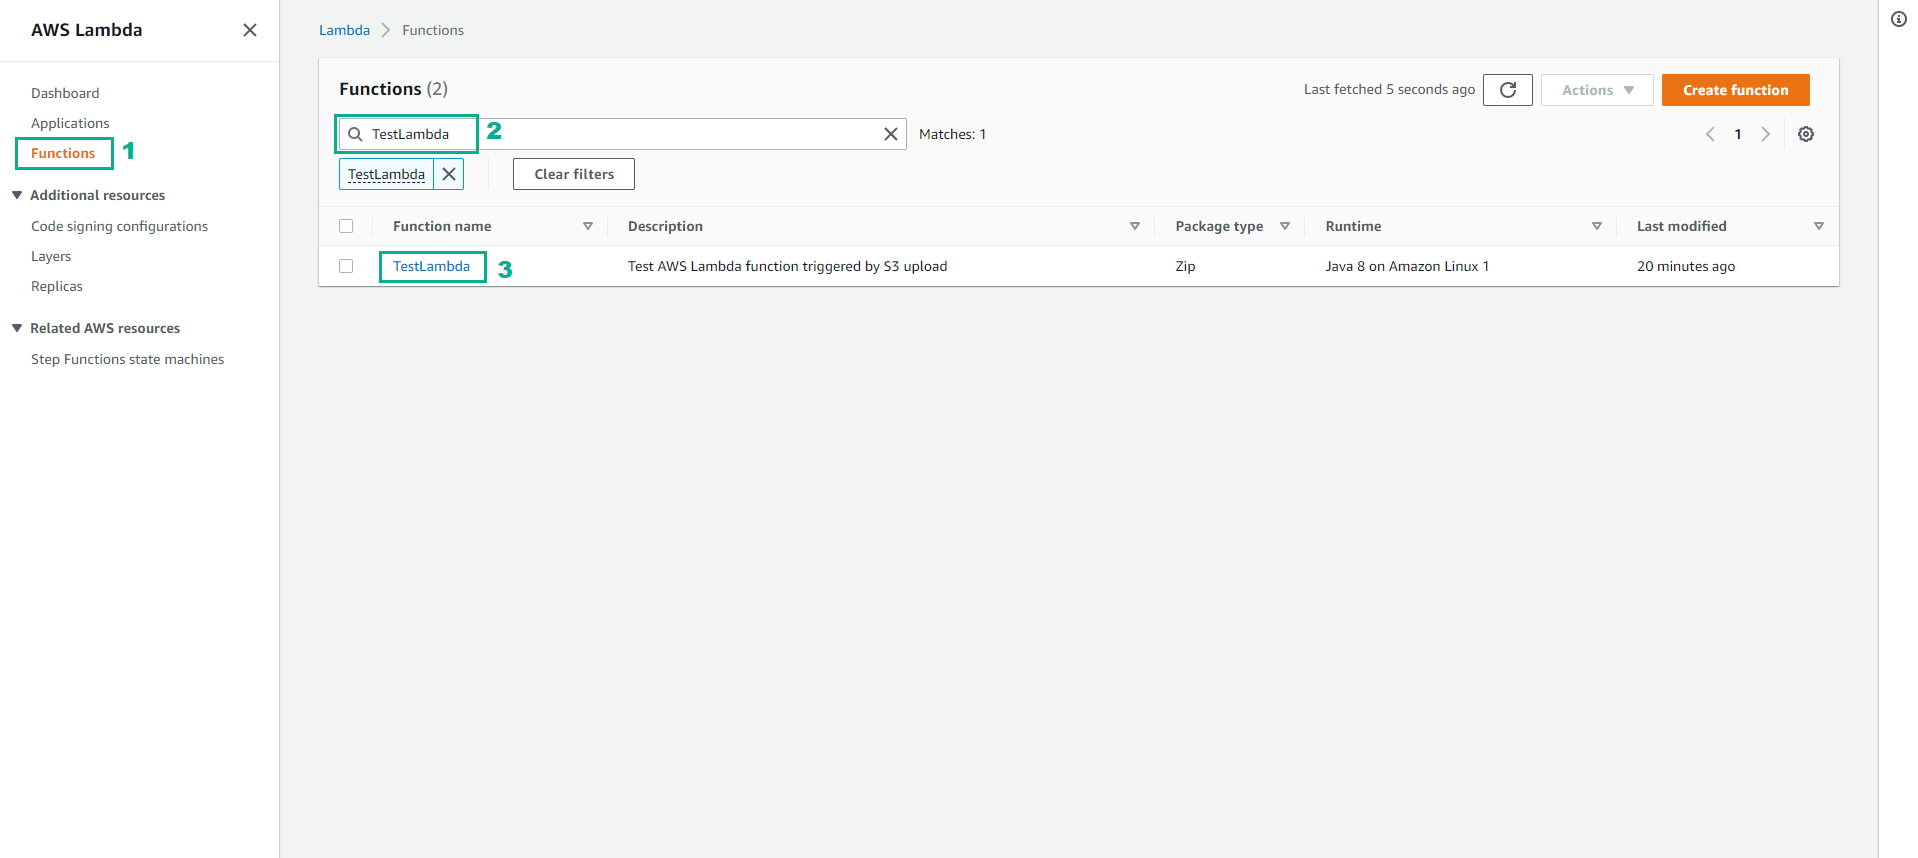 AWS Lambda
Dashboard
Applications
Functions 1
Additional resources
Code signing configurations
Layers
Replicas
Related AWS resources
Step Functions state machines
Lambda Functions
Functions (2)
Last fetched 5 seconds ago
Actions
Create function
TestLambda 2
Matches: 1
1
TestLambda
Clear filters
Function name Description Package type Runtime Last modified
TestLambda 3 Test AWS Lambda function triggered by S3 upload Zip Java 8 on Amazon Linux 1 20 minutes ago